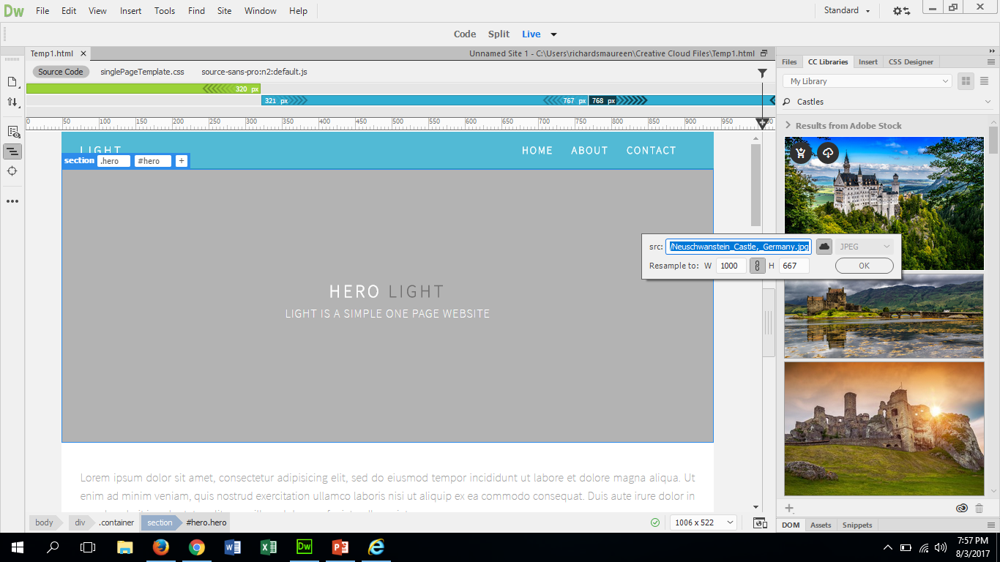 Dw File Edit View Insert Tools Find Site Window Help Standard
Code Split Live
Temp1.html Unnamed Site 1 - C:\Users\richardsmaureen\Creative Cloud Files\Temp1.html
Source Code singlePageTemplate.css source-sans-pro:n2:default.js
320 px
321 px 767 px 768 px
0 50 100 150 200 250 300 350 400 450 500 550 600 650 700 750 800 850 900 950
LIGHT HOME ABOUT CONTACT
section .hero #hero +
HERO LIGHT
LIGHT IS A SIMPLE ONE PAGE WEBSITE
Lorem ipsum dolor sit amet, consectetur adipisicing elit, sed do eiusmod tempor incididunt ut labore et dolore magna aliqua. Ut
enim ad minim veniam, quis nostrud exercitation ullamco laboris nisi ut aliquip ex ea commodo consequat. Duis aute irure dolor in
body div .container section #hero.hero 1006 x 522
Files CC Libraries Insert CSS Designer
My Library
Castles
Results from Adobe Stock
src: /Neuschwanstein_Castle,_Germany.jpg JPEG
Resample to: W 1000 H 667 OK
DOM Assets Snippets
Dw
7:57 PM
8/3/2017